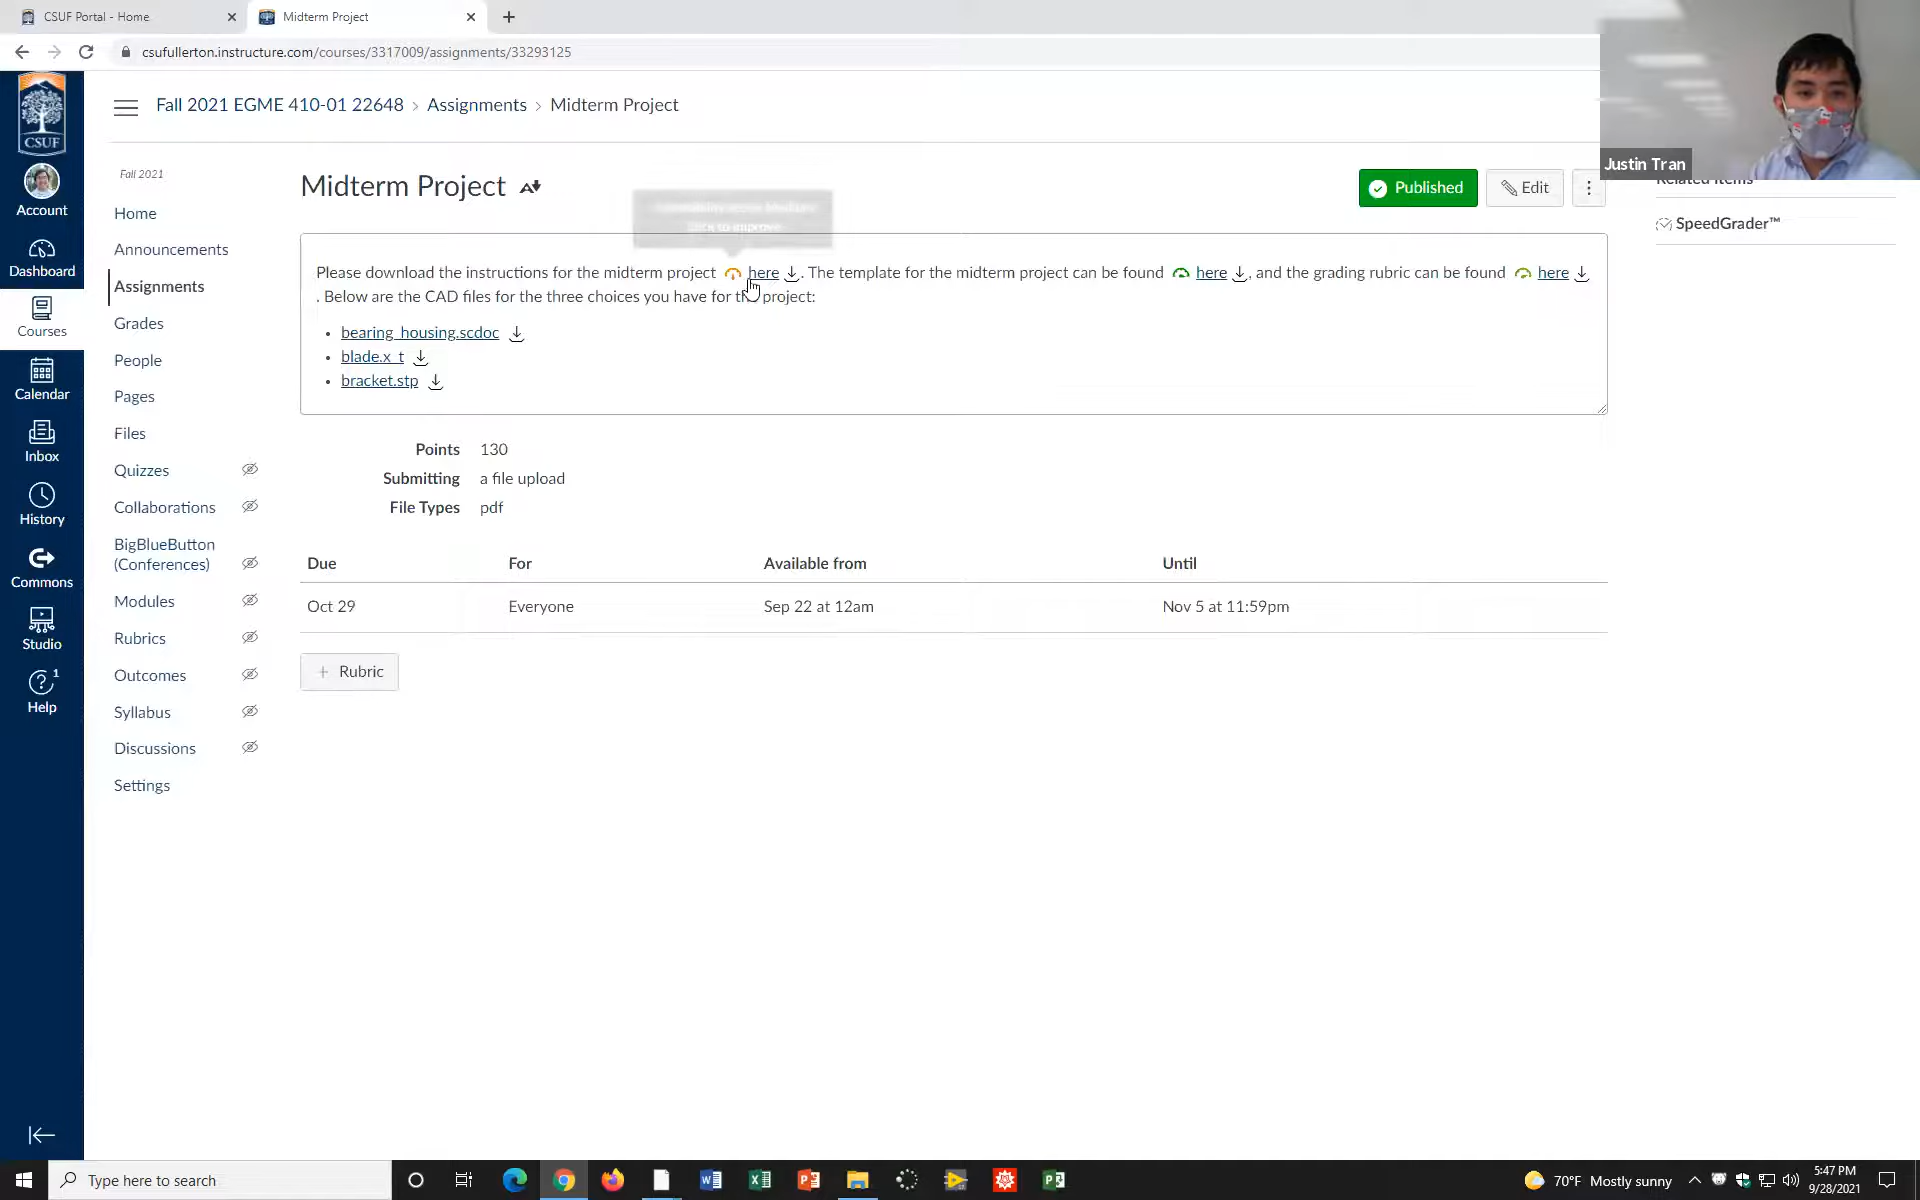 CSUF Portal - Home
Midterm Project
csufullerton.instructure.com/courses/3317009/assignments/33293125
Justin Tran
CSUF
Account
Dashboard
Courses
Calendar
Inbox
History
Commons
Studio
1
Help
Fall 2021 EGME 410-01 22648 › Assignments › Midterm Project
Fall 2021
Home
Announcements
Assignments
Grades
People
Pages
Files
Quizzes
Collaborations
BigBlueButton
(Conferences)
Modules
Rubrics
Outcomes
Syllabus
Discussions
Settings
Midterm Project
Published
Edit
Related Items
SpeedGrader™
Please download the instructions for the midterm project here. The template for the midterm project can be found here, and the grading rubric can be found here
. Below are the CAD files for the three choices you have for the project:
• bearing_housing.scdoc
• blade.x_t
• bracket.stp
Points 130
Submitting a file upload
File Types pdf
Due For Available from Until
Oct 29 Everyone Sep 22 at 12am Nov 5 at 11:59pm
+ Rubric
Type here to search
70°F Mostly sunny
5:47 PM
9/28/2021